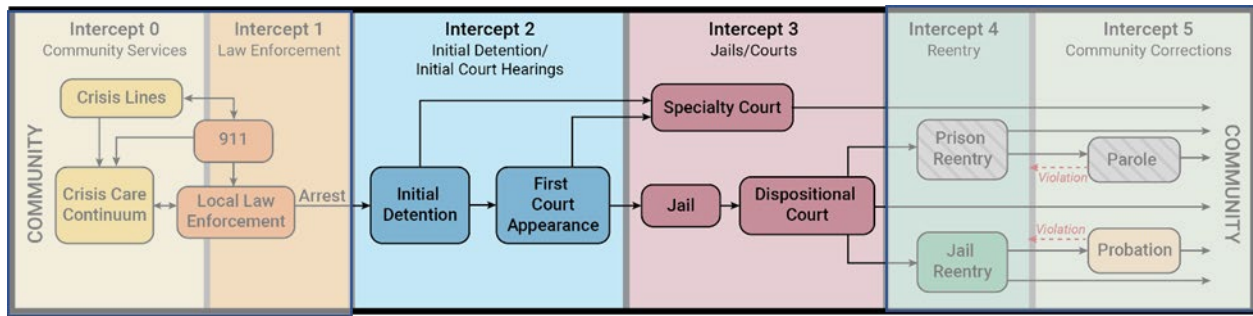 Intercept 0
Community Services
Intercept 1
Law Enforcement
Intercept 2
Initial Detention/
Initial Court Hearings
Intercept 3
Jails/Courts
Intercept 4
Reentry
Intercept 5
Community Corrections
COMMUNITY
Crisis Lines
911
Crisis Care
Continuum
Local Law
Enforcement
Arrest
Initial
Detention
First
Court
Appearance
Specialty Court
Jail
Dispositional
Court
Prison
Reentry
Violation
Parole
Jail
Reentry
Violation
Probation
COMMUNITY